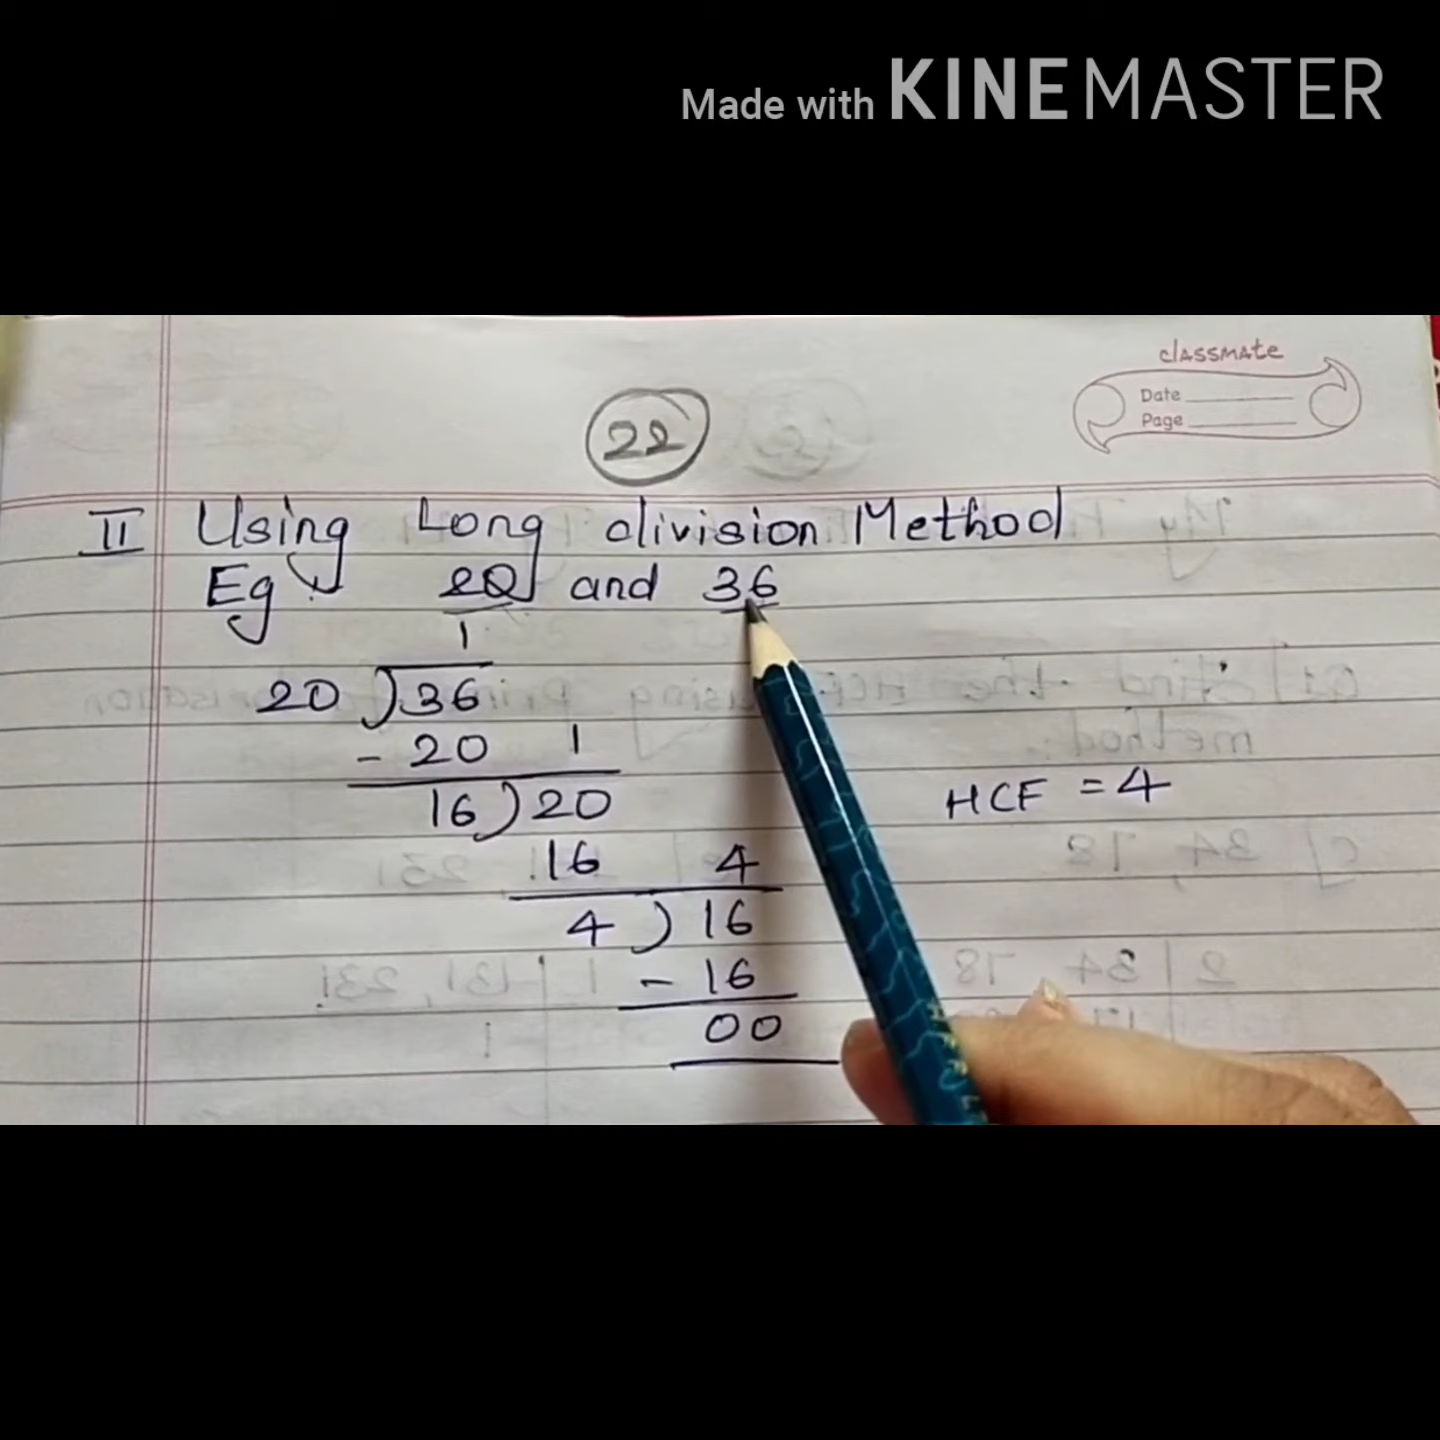 Made with KINEMASTER
classmate
Date
Page
22
II Using Long division Method
Eg 20 and 36
1
20 ) 36
- 20 1
16 ) 20
HCF = 4
16 4
4 ) 16
- 16
00